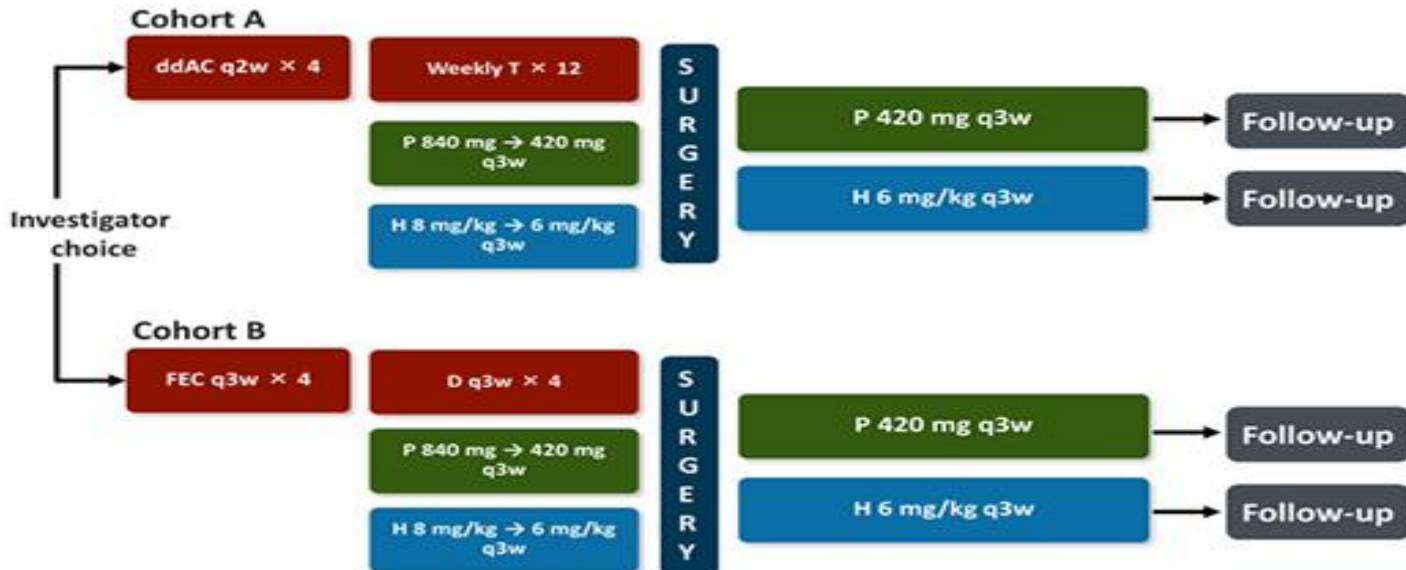 Cohort A
ddAC q2w × 4
Weekly T × 12
P 840 mg → 420 mg
q3w
H 8 mg/kg → 6 mg/kg
q3w
SURGERY
P 420 mg q3w
Follow-up
H 6 mg/kg q3w
Follow-up
Investigator
choice
Cohort B
FEC q3w × 4
D q3w × 4
P 840 mg → 420 mg
q3w
H 8 mg/kg → 6 mg/kg
q3w
SURGERY
P 420 mg q3w
Follow-up
H 6 mg/kg q3w
Follow-up